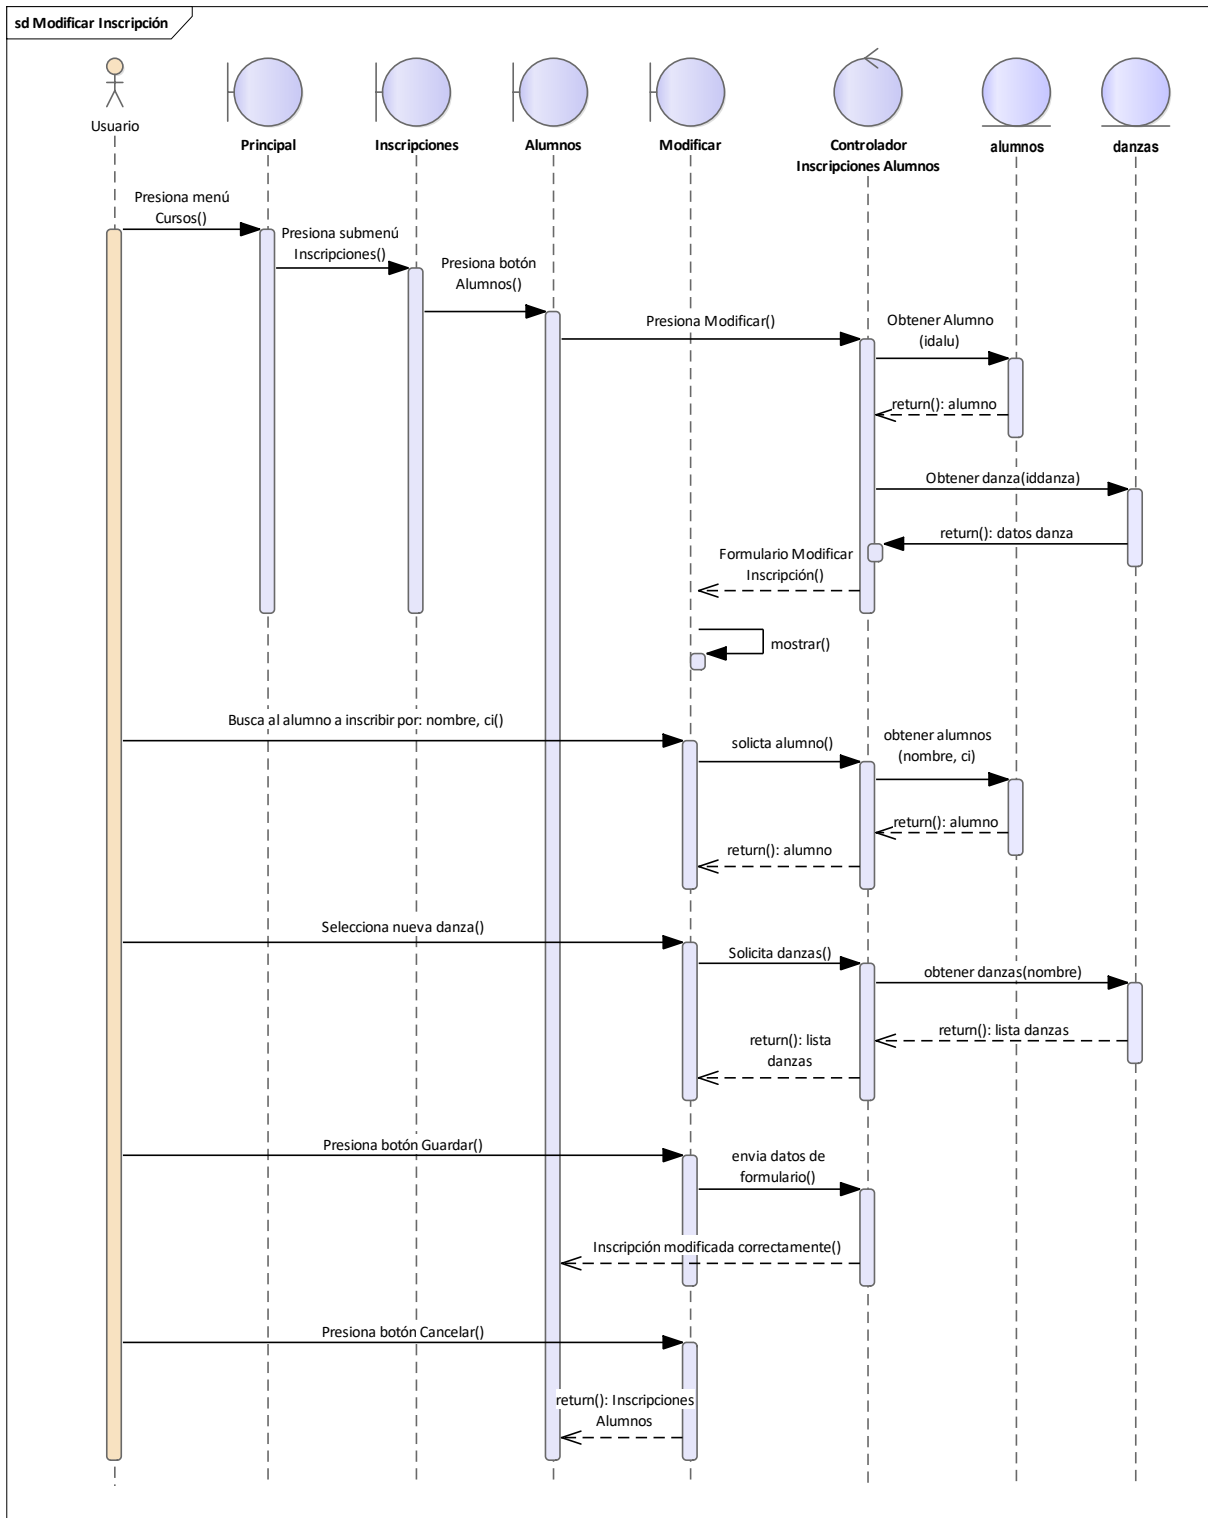 sd Modificar Inscripción
Usuario
Principal
Inscripciones
Alumnos
Modificar
Controlador
Inscripciones Alumnos
alumnos
danzas
Presiona menú
Cursos()
Presiona submenú
Inscripciones()
Presiona botón
Alumnos()
Presiona Modificar()
Obtener Alumno
(idalu)
return(): alumno
Obtener danza(iddanza)
return(): datos danza
Formulario Modificar
Inscripción()
mostrar()
Busca al alumno a inscribir por: nombre, ci()
solicta alumno()
obtener alumnos
(nombre, ci)
return(): alumno
return(): alumno
Selecciona nueva danza()
Solicita danzas()
obtener danzas(nombre)
return(): lista danzas
return(): lista
danzas
Presiona botón Guardar()
envia datos de
formulario()
Inscripción modificada correctamente()
Presiona botón Cancelar()
return(): Inscripciones
Alumnos